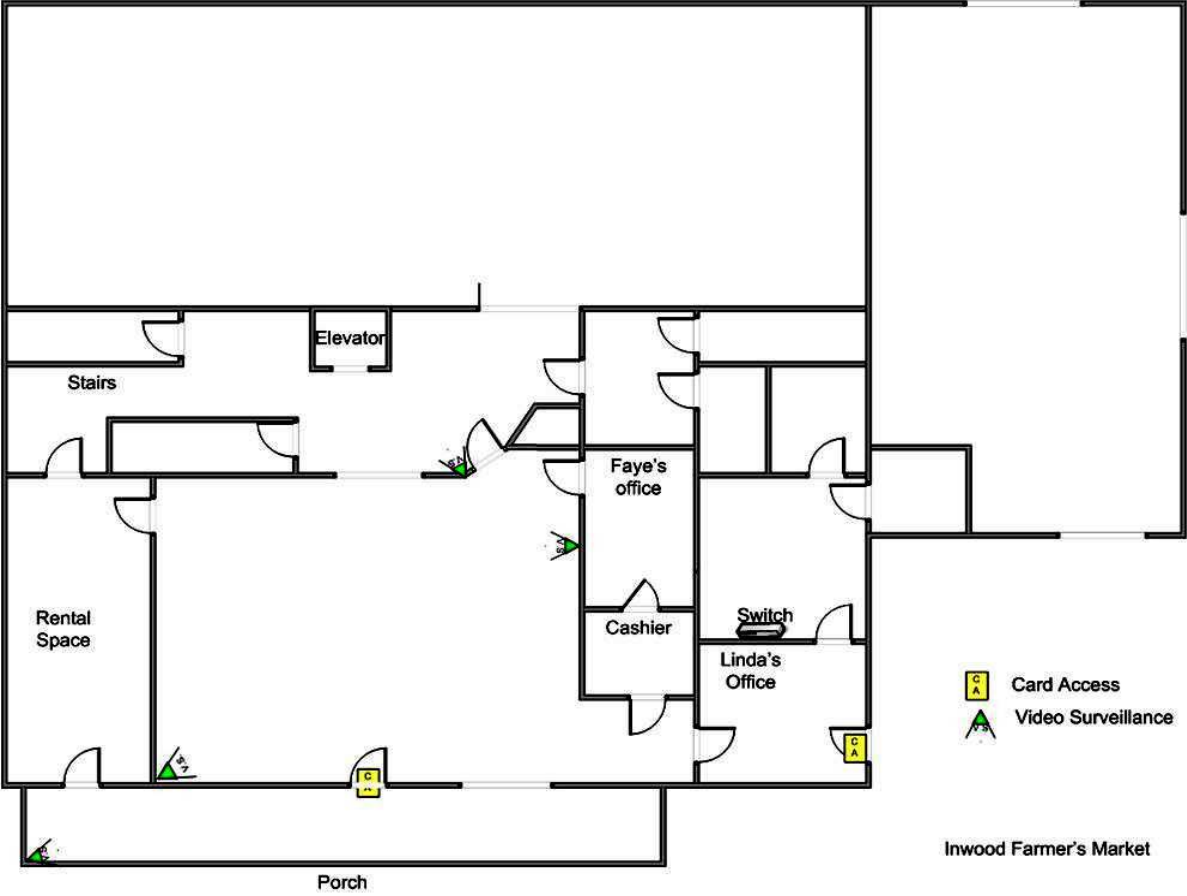 Elevator
Stairs
V.S
Faye's
office
V.S
Rental
Space
Switch
Cashier
Linda's
Office
C
A
Card Access
V.S
Video Surveillance
C
A
V.S
C
V.S
Inwood Farmer's Market
Porch